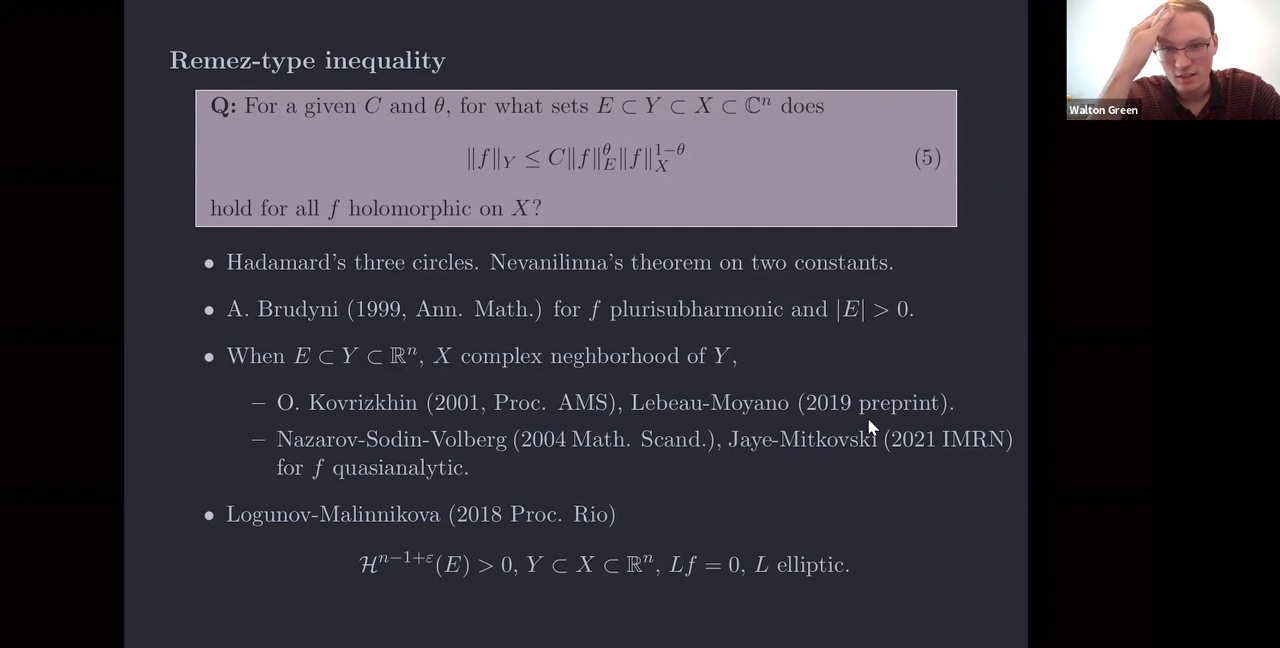 Remez-type inequality
Q: For a given C and θ, for what sets E ⊂ Y ⊂ X ⊂ ℂⁿ does
‖f‖_Y ≤ C‖f‖_E^θ‖f‖_X^{1−θ} (5)
hold for all f holomorphic on X?
• Hadamard's three circles. Nevanilinna's theorem on two constants.
• A. Brudyni (1999, Ann. Math.) for f plurisubharmonic and |E| > 0.
• When E ⊂ Y ⊂ ℝⁿ, X complex neghborhood of Y,
– O. Kovrizkhin (2001, Proc. AMS), Lebeau-Moyano (2019 preprint).
– Nazarov-Sodin-Volberg (2004 Math. Scand.), Jaye-Mitkovski (2021 IMRN)
for f quasianalytic.
• Logunov-Malinnikova (2018 Proc. Rio)
ℋ^{n−1+ε}(E) > 0, Y ⊂ X ⊂ ℝⁿ, Lf = 0, L elliptic.
Walton Green